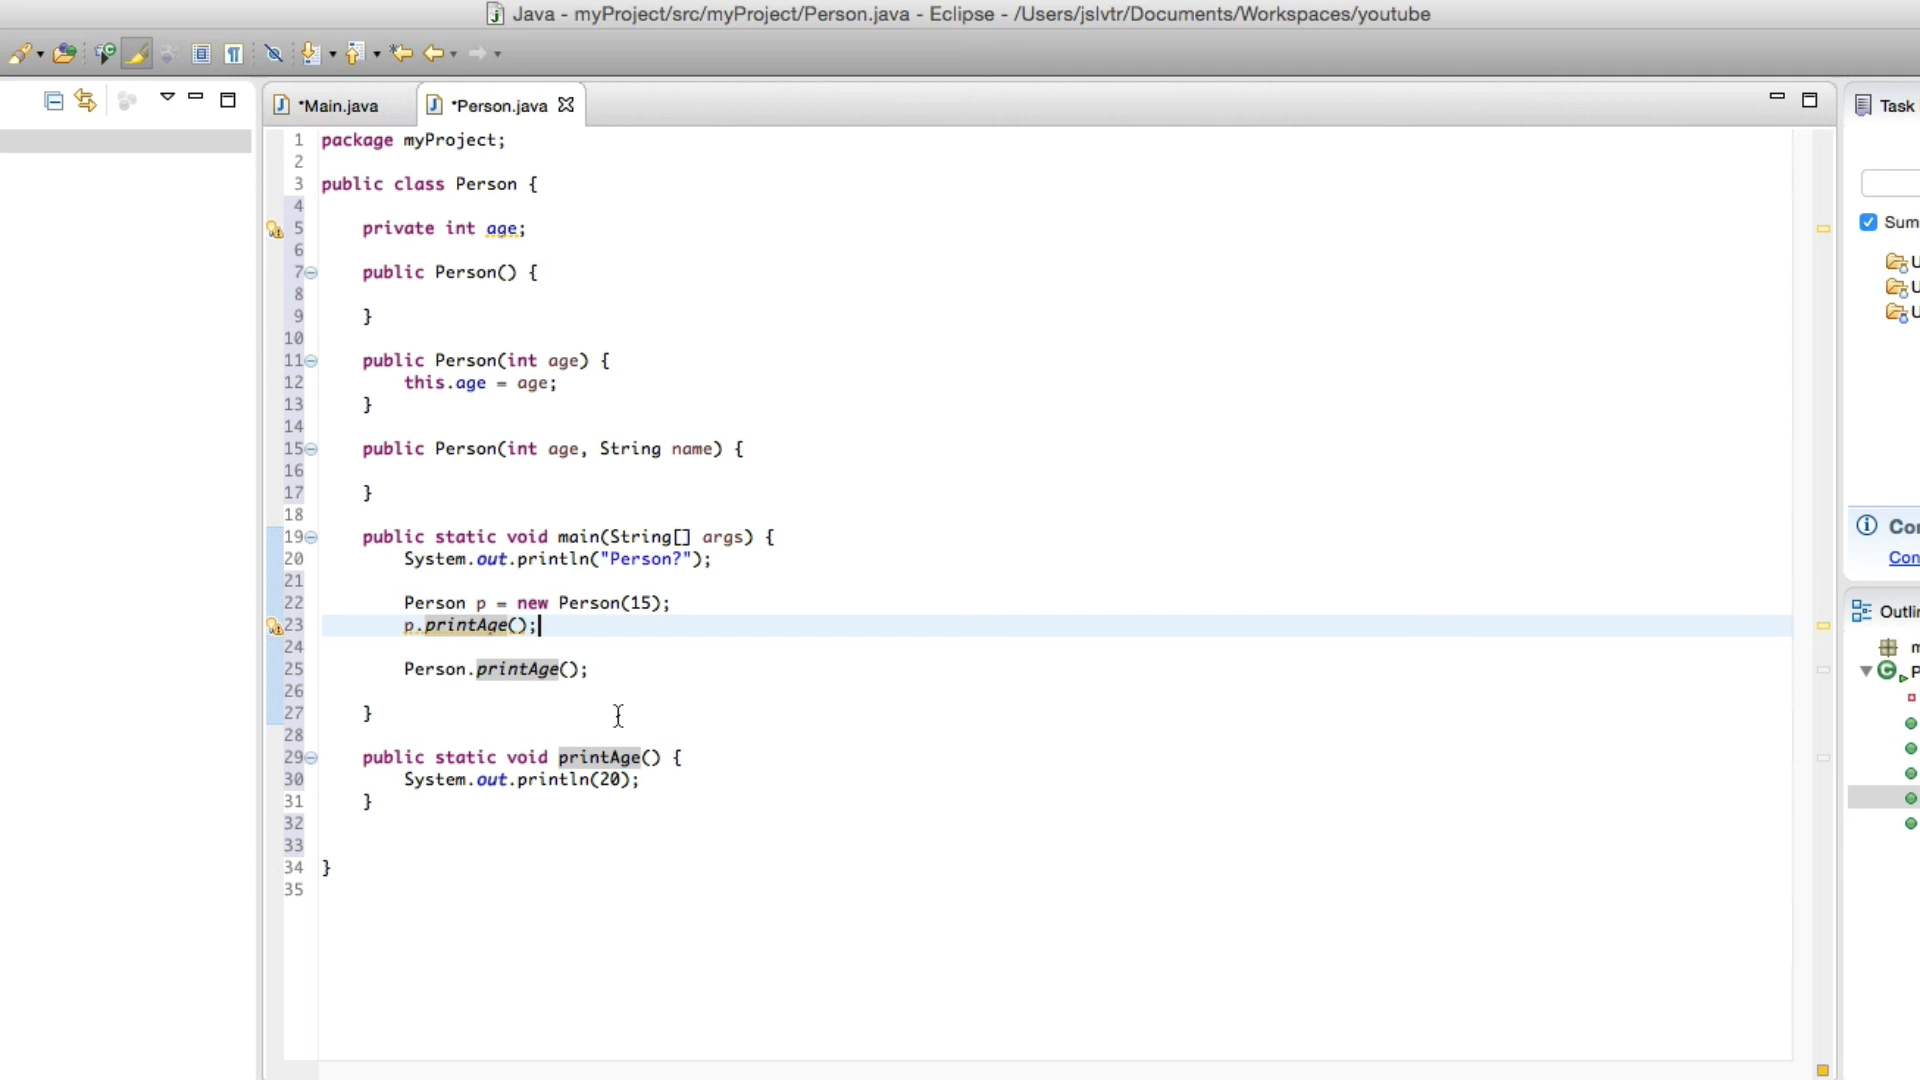 Java - myProject/src/myProject/Person.java - Eclipse - /Users/jslvtr/Documents/Workspaces/youtube
*Main.java
*Person.java
Task
1 package myProject;
2
3 public class Person {
4
5 private int age;
6
7 public Person() {
8
9 }
10
11 public Person(int age) {
12 this.age = age;
13 }
14
15 public Person(int age, String name) {
16
17 }
18
19 public static void main(String[] args) {
20 System.out.println("Person?");
21
22 Person p = new Person(15);
23 p.printAge();
24
25 Person.printAge();
26
27 }
28
29 public static void printAge() {
30 System.out.println(20);
31 }
32
33
34 }
35
Sum
U
U
U
Con
Con
Outlin